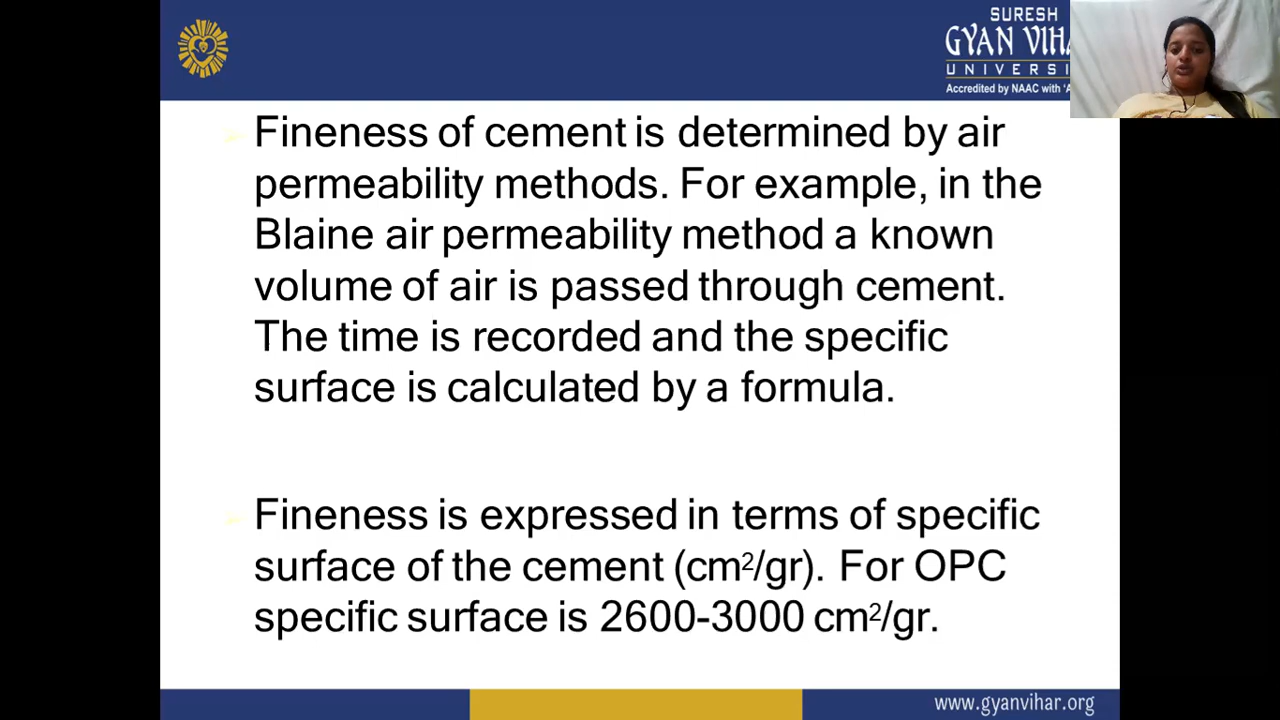 SURESH
GYAN VIH
UNIVERSI
Accredited by NAAC with 'A
Fineness of cement is determined by air
permeability methods. For example, in the
Blaine air permeability method a known
volume of air is passed through cement.
The time is recorded and the specific
surface is calculated by a formula.
Fineness is expressed in terms of specific
surface of the cement (cm²/gr). For OPC
specific surface is 2600-3000 cm²/gr.
www.gyanvihar.org